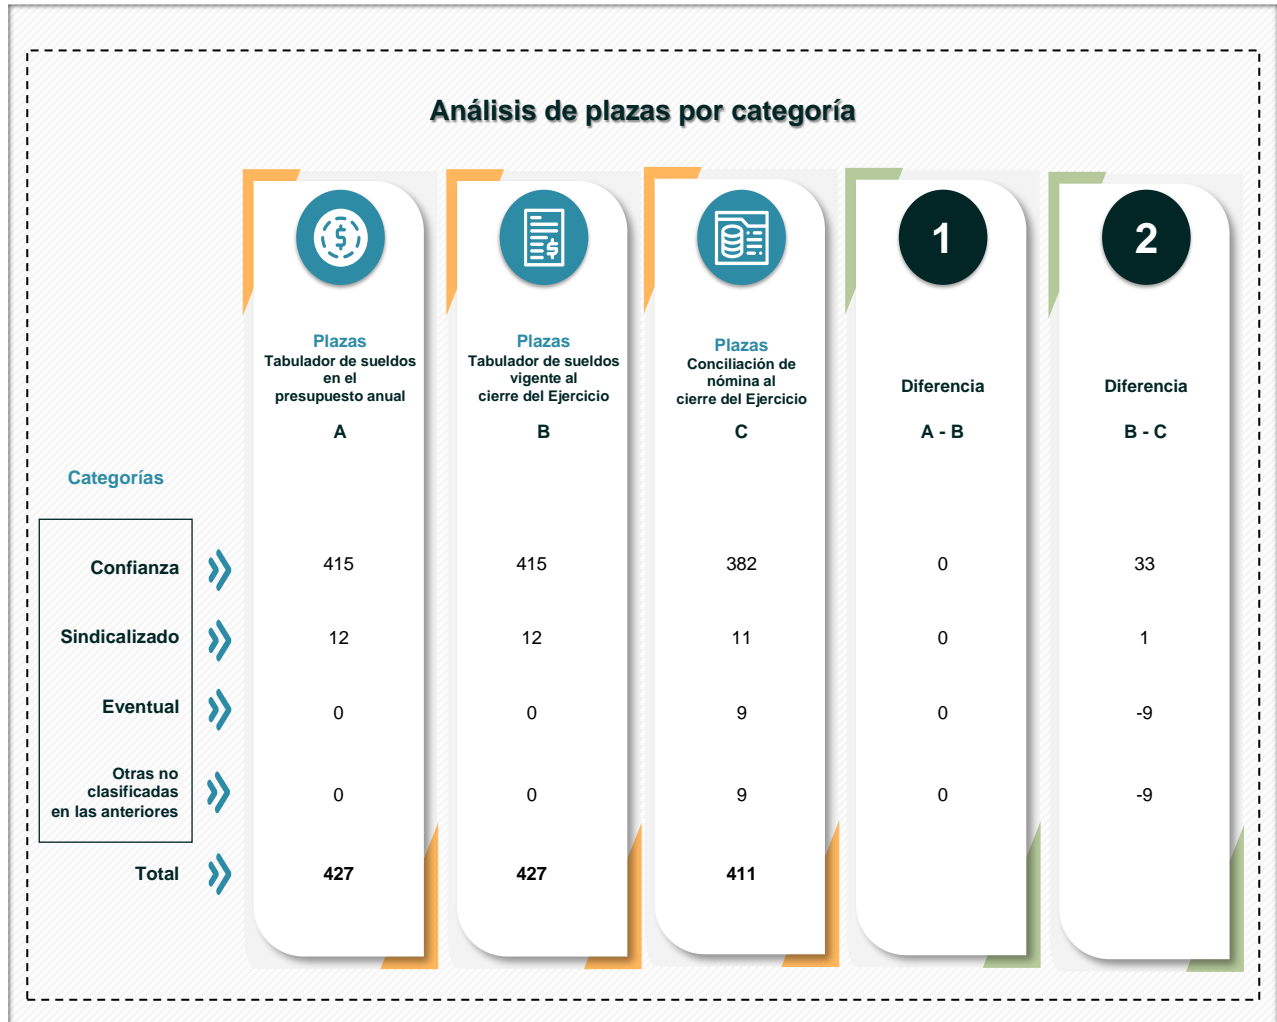 Análisis de plazas por categoría
1
2
Plazas
Tabulador de sueldos
en el
presupuesto anual
A
Plazas
Tabulador de sueldos
vigente al
cierre del Ejercicio
B
Plazas
Conciliación de
nómina al
cierre del Ejercicio
C
Diferencia
A - B
Diferencia
B - C
Categorías
Confianza 415 415 382 0 33
Sindicalizado 12 12 11 0 1
Eventual 0 0 9 0 -9
Otras no
clasificadas
en las anteriores 0 0 9 0 -9
Total 427 427 411